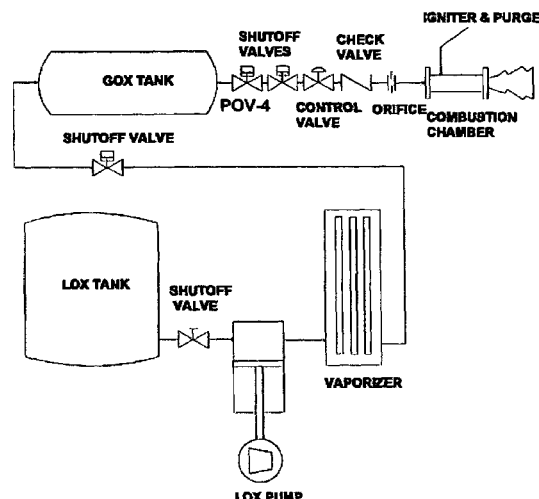 IGNITER & PURGE
SHUTOFF
VALVES
CHECK
VALVE
GOX TANK
POV-4
CONTROL
VALVE
ORIFICE
COMBUSTION
CHAMBER
SHUTOFF VALVE
LOX TANK
SHUTOFF
VALVE
VAPORIZER
LOX PUMP